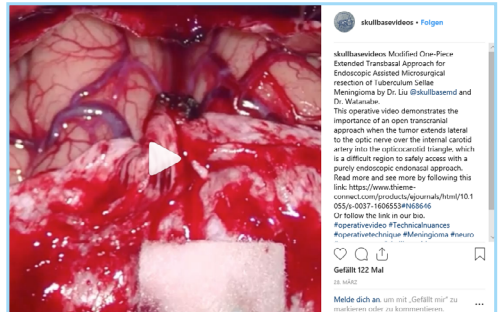 skullbasevideos • Folgen
skullbasevideos Modified One-Piece
Extended Transbasal Approach for
Endoscopic Assisted Microsurgical
resection of Tuberculum Sellae
Meningioma by Dr. Liu @skullbasemd and
Dr. Watanabe.
This operative video demonstrates the
importance of an open transcranial
approach when the tumor extends lateral
to the optic nerve over the internal carotid
artery into the opticocarotid triangle, which
is a difficult region to safely access with a
purely endoscopic endonasal approach.
Read more and see more by following this
link: https://www.thieme-
connect.com/products/ejournals/html/10.1
055/s-0037-1606553#N68646
Or follow the link in our bio.
#operativevideo #Technicalnuances
#operativetechnique #Meningioma #neuro
Gefällt 122 Mal
28. MÄRZ
Melde dich an, um mit „Gefällt mir“ zu
markieren oder zu kommentieren.